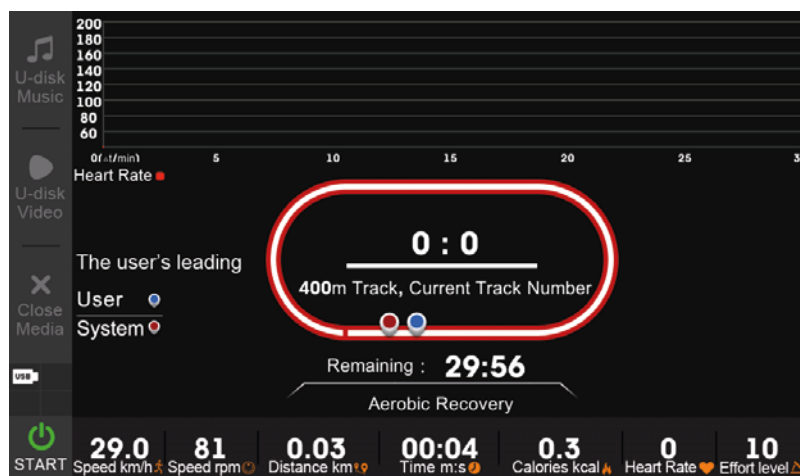 200
180
160
140
120
100
80
60
0(△t/min) 5 10 15 20 25 3
Heart Rate
U-disk
Music
U-disk
Video
Close
Media
USB
START
The user's leading
User
System
0 : 0
400m Track, Current Track Number
Remaining : 29:56
Aerobic Recovery
29.0 81 0.03 00:04 0.3 0 10
Speed km/h Speed rpm Distance km Time m:s Calories kcal Heart Rate Effort level